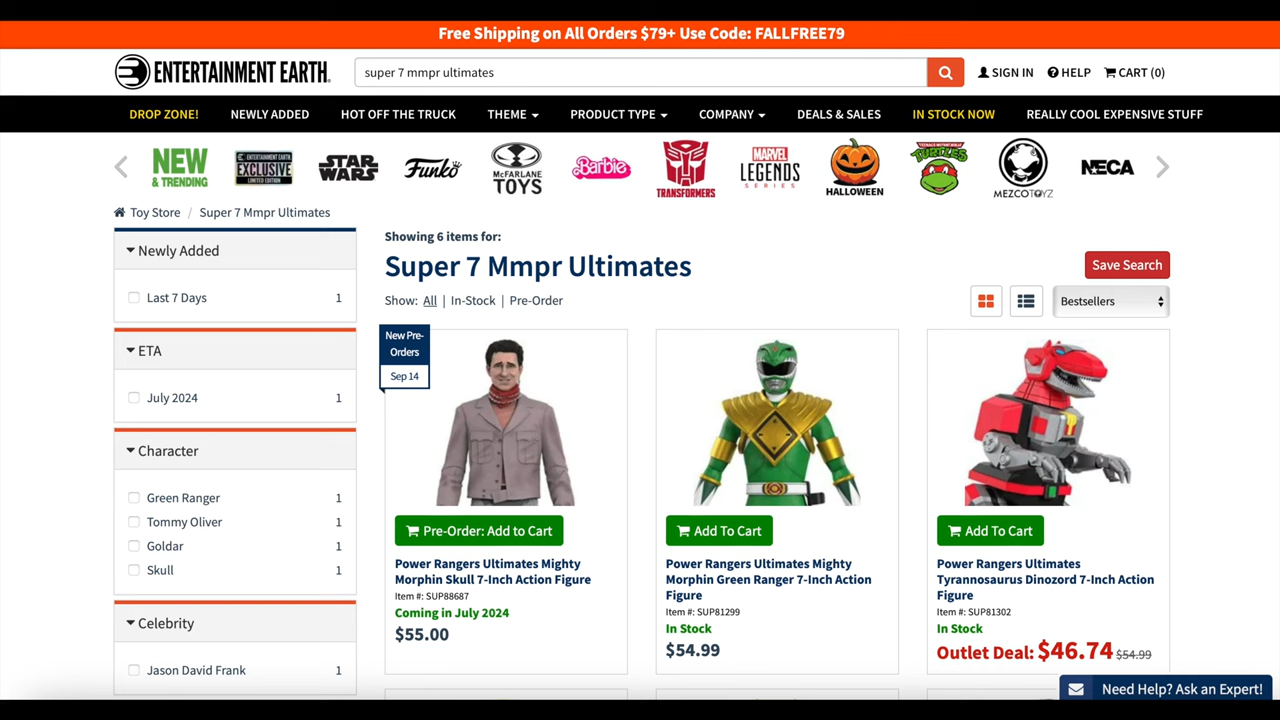 Free Shipping on All Orders $79+ Use Code: FALLFREE79
ENTERTAINMENT EARTH
super 7 mmpr ultimates
SIGN IN
HELP
CART (0)
DROP ZONE!
NEWLY ADDED
HOT OFF THE TRUCK
THEME
PRODUCT TYPE
COMPANY
DEALS & SALES
IN STOCK NOW
REALLY COOL EXPENSIVE STUFF
NEW
& TRENDING
ENTERTAINMENT EARTH
EXCLUSIVE
LIMITED EDITION
STAR
WARS
Funko
McFARLANE
TOYS
Barbie
TRANSFORMERS
MARVEL
LEGENDS
SERIES
HALLOWEEN
TEENAGE MUTANT NINJA
TURTLES
MEZCOTOYZ
NECA
Toy Store / Super 7 Mmpr Ultimates
Newly Added
Last 7 Days 1
ETA
July 2024 1
Character
Green Ranger 1
Tommy Oliver 1
Goldar 1
Skull 1
Celebrity
Jason David Frank 1
Showing 6 items for:
Super 7 Mmpr Ultimates
Save Search
Show: All | In-Stock | Pre-Order
Bestsellers
New Pre-
Orders
Sep 14
Pre-Order: Add to Cart
Power Rangers Ultimates Mighty
Morphin Skull 7-Inch Action Figure
Item #: SUP88687
Coming in July 2024
$55.00
Add To Cart
Power Rangers Ultimates Mighty
Morphin Green Ranger 7-Inch Action
Figure
Item #: SUP81299
In Stock
$54.99
Add To Cart
Power Rangers Ultimates
Tyrannosaurus Dinozord 7-Inch Action
Figure
Item #: SUP81302
In Stock
Outlet Deal: $46.74 $54.99
Need Help? Ask an Expert!